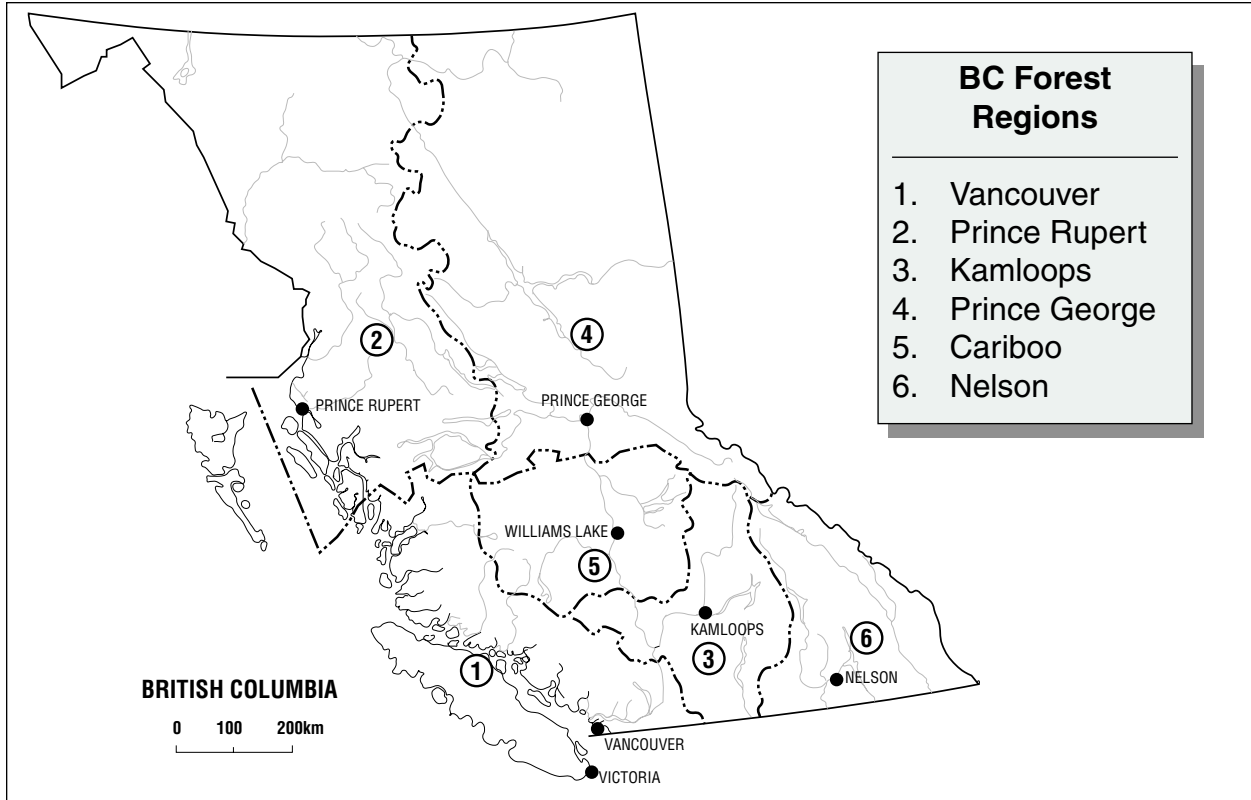 BC Forest
Regions
1. Vancouver
2. Prince Rupert
3. Kamloops
4. Prince George
5. Cariboo
6. Nelson
2
4
PRINCE RUPERT
PRINCE GEORGE
WILLIAMS LAKE
5
KAMLOOPS
3
6
NELSON
1
BRITISH COLUMBIA
0 100 200km
VANCOUVER
VICTORIA